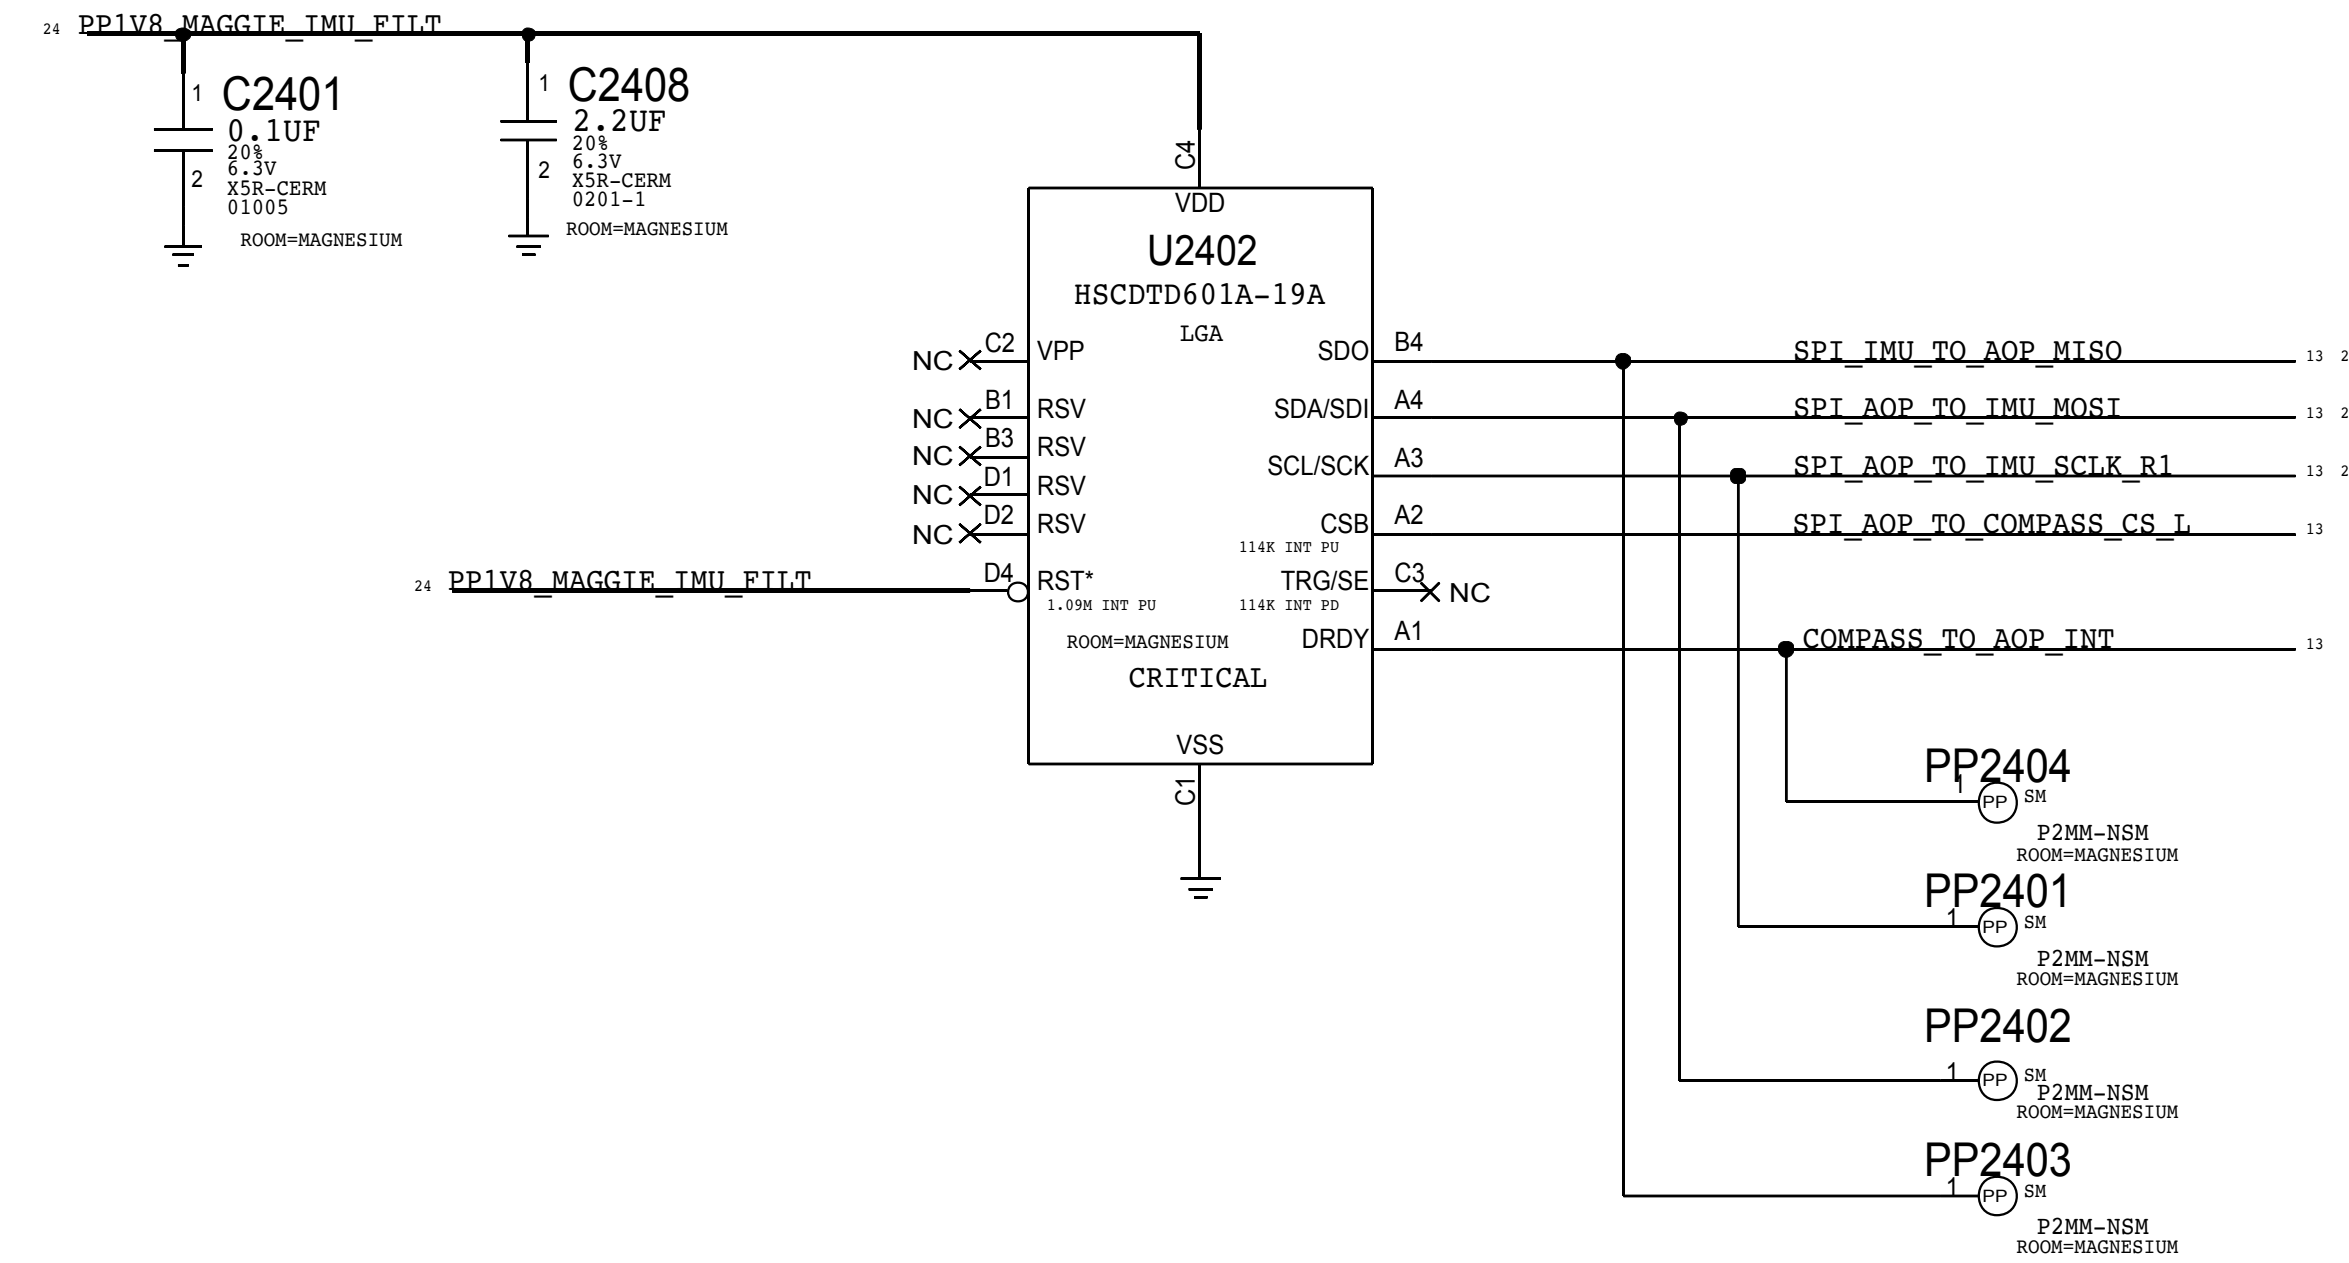 24 PP1V8_MAGGIE_IMU_FILT
1 C2401
0.1UF
20%
6.3V
2 X5R-CERM
01005
ROOM=MAGNESIUM
1 C2408
2.2UF
20%
6.3V
2 X5R-CERM
0201-1
ROOM=MAGNESIUM
C4
VDD
U2402
HSCDTD601A-19A
LGA
NC C2 VPP
NC B1 RSV
NC B3 RSV
NC D1 RSV
NC D2 RSV
24 PP1V8_MAGGIE_IMU_FILT D4 RST*
1.09M INT PU
SDO B4 SPI_IMU_TO_AOP_MISO 13 2
SDA/SDI A4 SPI_AOP_TO_IMU_MOSI 13 2
SCL/SCK A3 SPI_AOP_TO_IMU_SCLK_R1 13 2
CSB A2 SPI_AOP_TO_COMPASS_CS_L 13
114K INT PU
TRG/SE C3 NC
114K INT PD
DRDY A1 COMPASS_TO_AOP_INT 13
ROOM=MAGNESIUM
CRITICAL
VSS
C1
PP2404
1 PP SM
P2MM-NSM
ROOM=MAGNESIUM
PP2401
1 PP SM
P2MM-NSM
ROOM=MAGNESIUM
PP2402
1 PP SM
P2MM-NSM
ROOM=MAGNESIUM
PP2403
1 PP SM
P2MM-NSM
ROOM=MAGNESIUM